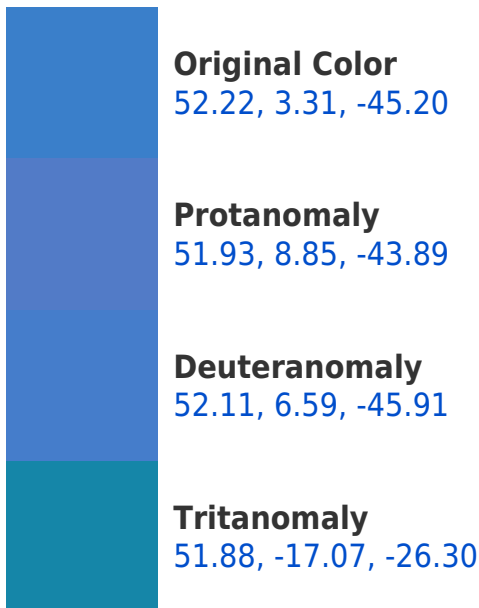 Original Color
52.22, 3.31, -45.20
Protanomaly
51.93, 8.85, -43.89
Deuteranomaly
52.11, 6.59, -45.91
Tritanomaly
51.88, -17.07, -26.30